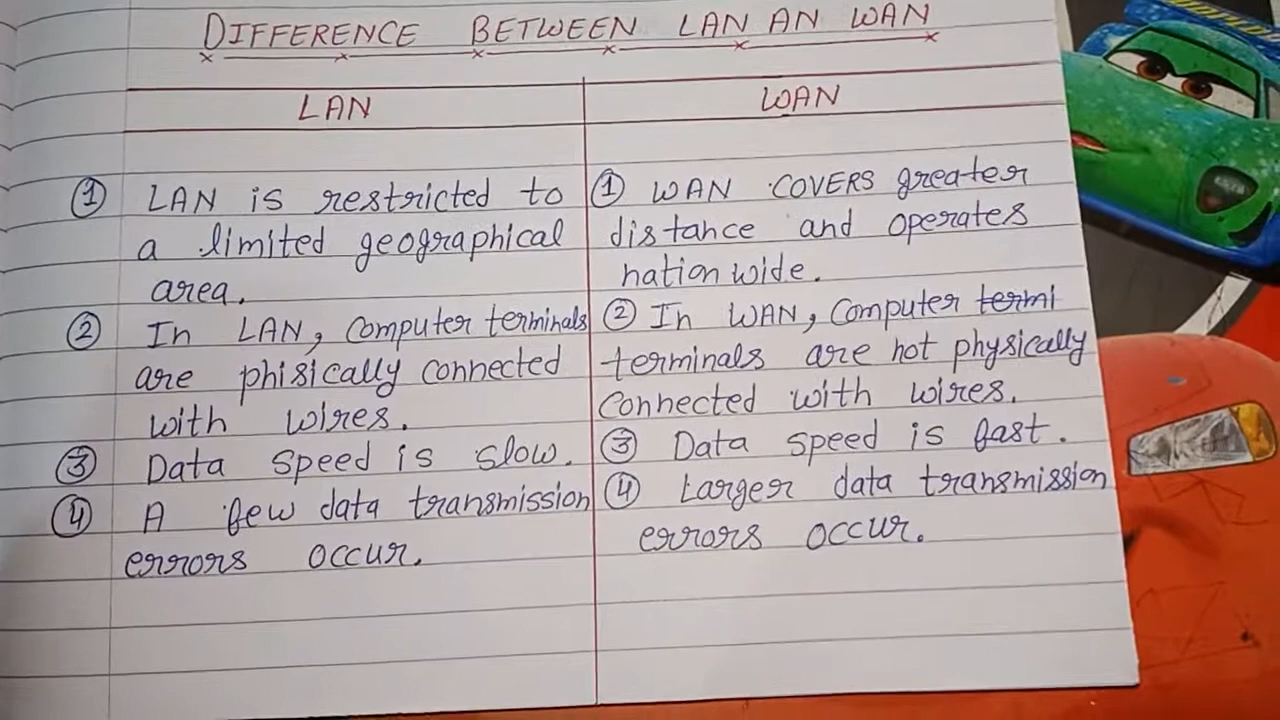 DIFFERENCE BETWEEN LAN AN WAN
LAN
① LAN is restricted to
a limited geographical
area.
② In LAN, computer terminals
are phisically connected
with wires.
③ Data speed is slow.
④ A few data transmission
errors occur.
WAN
① WAN COVERS greater
distance and operates
nation wide.
② In WAN, computer termi
terminals are not physically
connected with wires.
③ Data speed is fast.
④ Larger data transmission
errors occur.